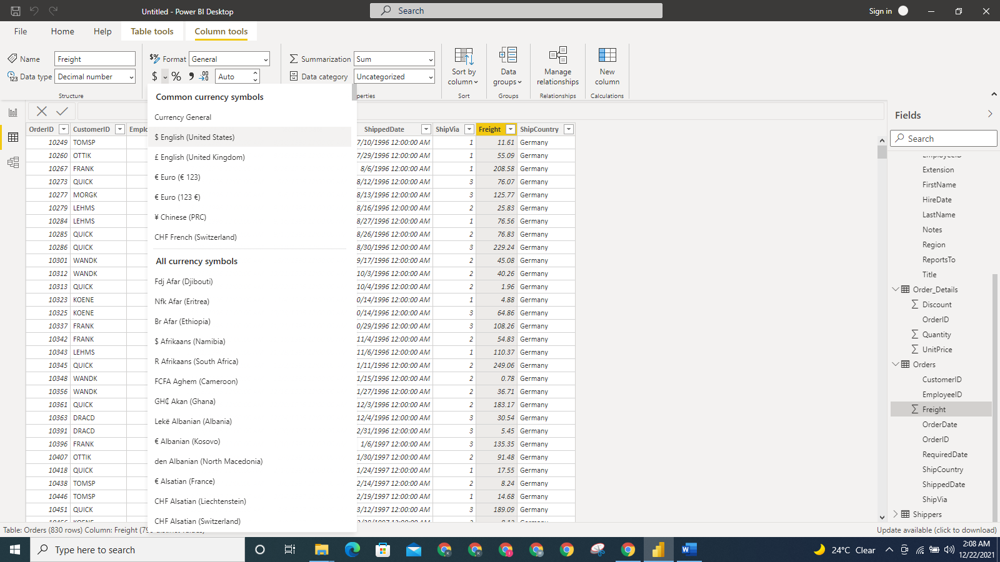 Untitled - Power BI Desktop
Search
Sign in
File Home Help Table tools Column tools
Name Freight
$% Format General
Summarization Sum
Data type Decimal number
$ % Auto
Data category Uncategorized
Sort by column
Data groups
Manage relationships
New column
Structure
perties
Sort
Groups
Relationships
Calculations
Common currency symbols
Currency General
$ English (United States)
£ English (United Kingdom)
€ Euro (€ 123)
€ Euro (123 €)
¥ Chinese (PRC)
CHF French (Switzerland)
All currency symbols
Fdj Afar (Djibouti)
Nfk Afar (Eritrea)
Br Afar (Ethiopia)
$ Afrikaans (Namibia)
R Afrikaans (South Africa)
FCFA Aghem (Cameroon)
GH₵ Akan (Ghana)
Lekë Albanian (Albania)
€ Albanian (Kosovo)
den Albanian (North Macedonia)
€ Alsatian (France)
CHF Alsatian (Liechtenstein)
CHF Alsatian (Switzerland)
OrderID CustomerID Emplo ShippedDate ShipVia Freight ShipCountry
10249 TOMSP 7/10/1996 12:00:00 AM 1 11.61 Germany
10260 OTTIK 7/29/1996 12:00:00 AM 1 55.09 Germany
10267 FRANK 8/6/1996 12:00:00 AM 1 208.58 Germany
10273 QUICK 8/12/1996 12:00:00 AM 3 76.07 Germany
10277 MORGK 8/13/1996 12:00:00 AM 3 125.77 Germany
10279 LEHMS 8/16/1996 12:00:00 AM 2 25.83 Germany
10284 LEHMS 8/27/1996 12:00:00 AM 1 76.56 Germany
10285 QUICK 8/26/1996 12:00:00 AM 2 76.83 Germany
10286 QUICK 8/30/1996 12:00:00 AM 3 229.24 Germany
10301 WANDK 9/17/1996 12:00:00 AM 2 45.08 Germany
10312 WANDK 10/3/1996 12:00:00 AM 2 40.26 Germany
10313 QUICK 10/4/1996 12:00:00 AM 2 1.96 Germany
10323 KOENE 0/14/1996 12:00:00 AM 1 4.88 Germany
10325 KOENE 0/14/1996 12:00:00 AM 3 64.86 Germany
10337 FRANK 0/29/1996 12:00:00 AM 3 108.26 Germany
10342 FRANK 11/4/1996 12:00:00 AM 2 54.83 Germany
10343 LEHMS 11/6/1996 12:00:00 AM 1 110.37 Germany
10345 QUICK 1/11/1996 12:00:00 AM 2 249.06 Germany
10348 WANDK 1/15/1996 12:00:00 AM 2 0.78 Germany
10356 WANDK 1/27/1996 12:00:00 AM 2 36.71 Germany
10361 QUICK 12/3/1996 12:00:00 AM 2 183.17 Germany
10363 DRACD 12/4/1996 12:00:00 AM 3 30.54 Germany
10391 DRACD 2/31/1996 12:00:00 AM 3 5.45 Germany
10396 FRANK 1/6/1997 12:00:00 AM 3 135.35 Germany
10407 OTTIK 1/30/1997 12:00:00 AM 2 91.48 Germany
10418 QUICK 1/24/1997 12:00:00 AM 1 17.55 Germany
10438 TOMSP 2/14/1997 12:00:00 AM 2 8.24 Germany
10446 TOMSP 2/19/1997 12:00:00 AM 1 14.68 Germany
10451 QUICK 3/12/1997 12:00:00 AM 3 189.09 Germany
Fields
Search
Extension
FirstName
HireDate
LastName
Notes
Region
ReportsTo
Title
Order_Details
Discount
OrderID
Quantity
UnitPrice
Orders
CustomerID
EmployeeID
Freight
OrderDate
OrderID
RequiredDate
ShipCountry
ShippedDate
ShipVia
Shippers
Table: Orders (830 rows) Column: Freight (79
Update available (click to download)
Type here to search
24°C Clear
2:08 AM
12/22/2021